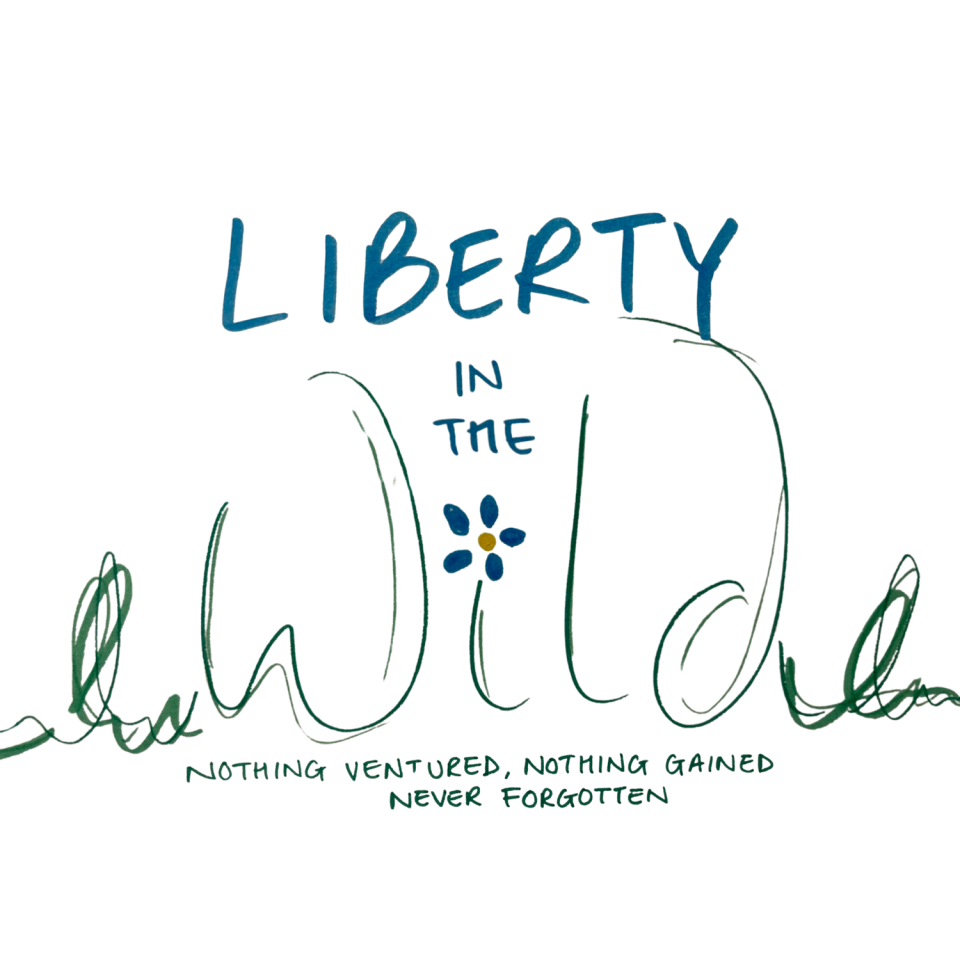 LIBERTY
IN
THE
Wild
NOTHING VENTURED, NOTHING GAINED
NEVER FORGOTTEN